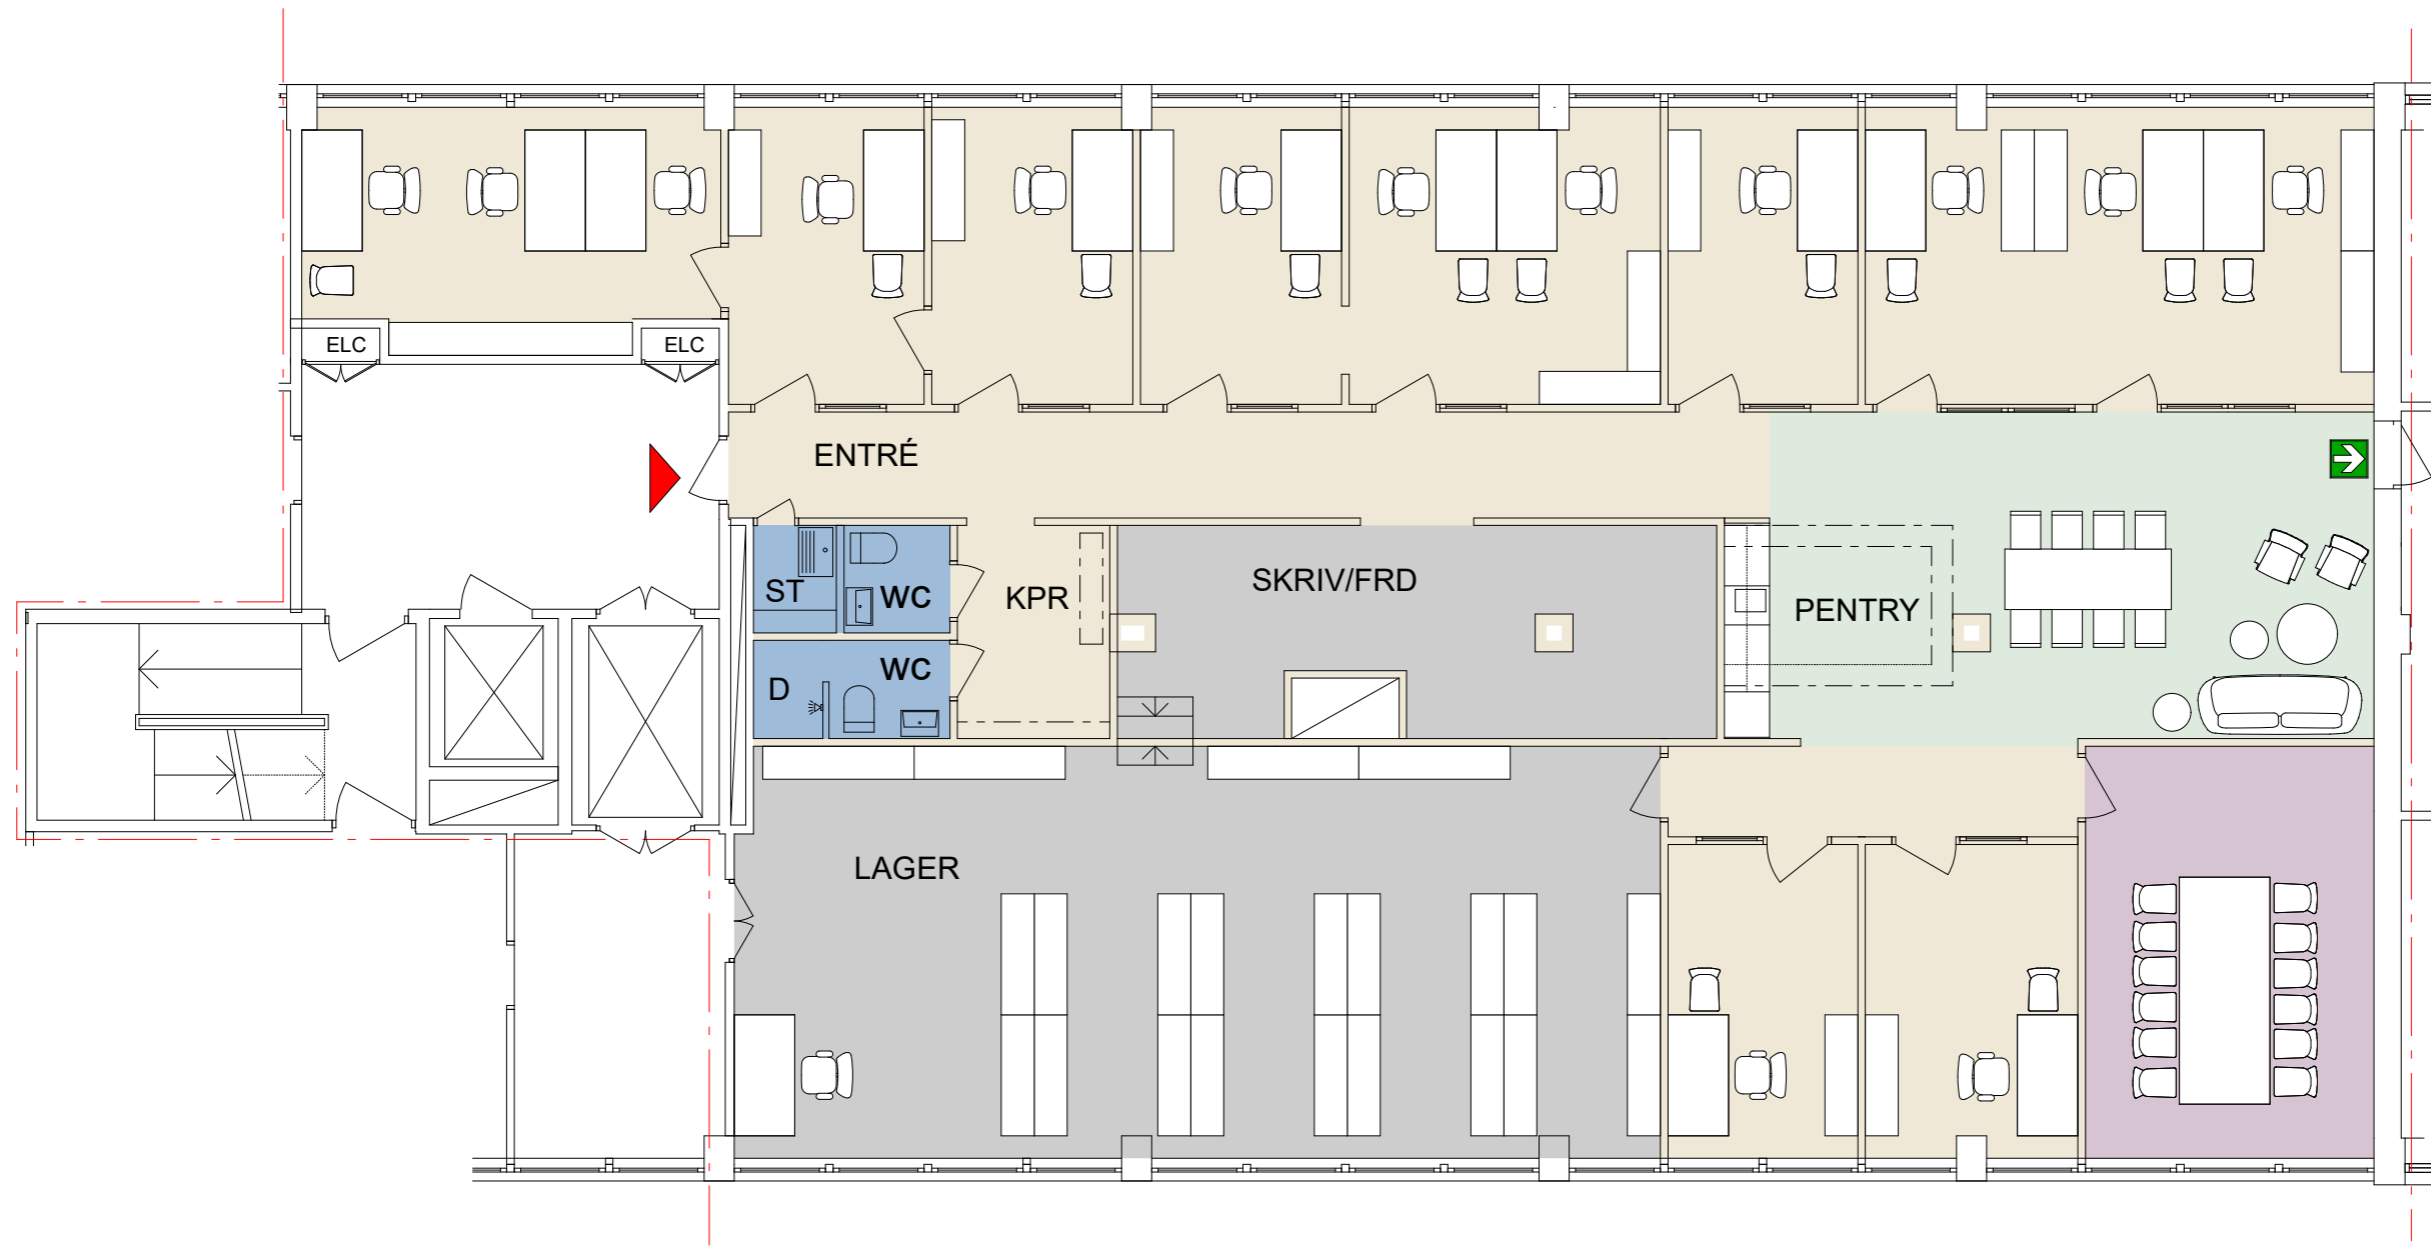 ELC
ELC
ENTRÉ
ST
WC
KPR
SKRIV/FRD
PENTRY
D
WC
LAGER